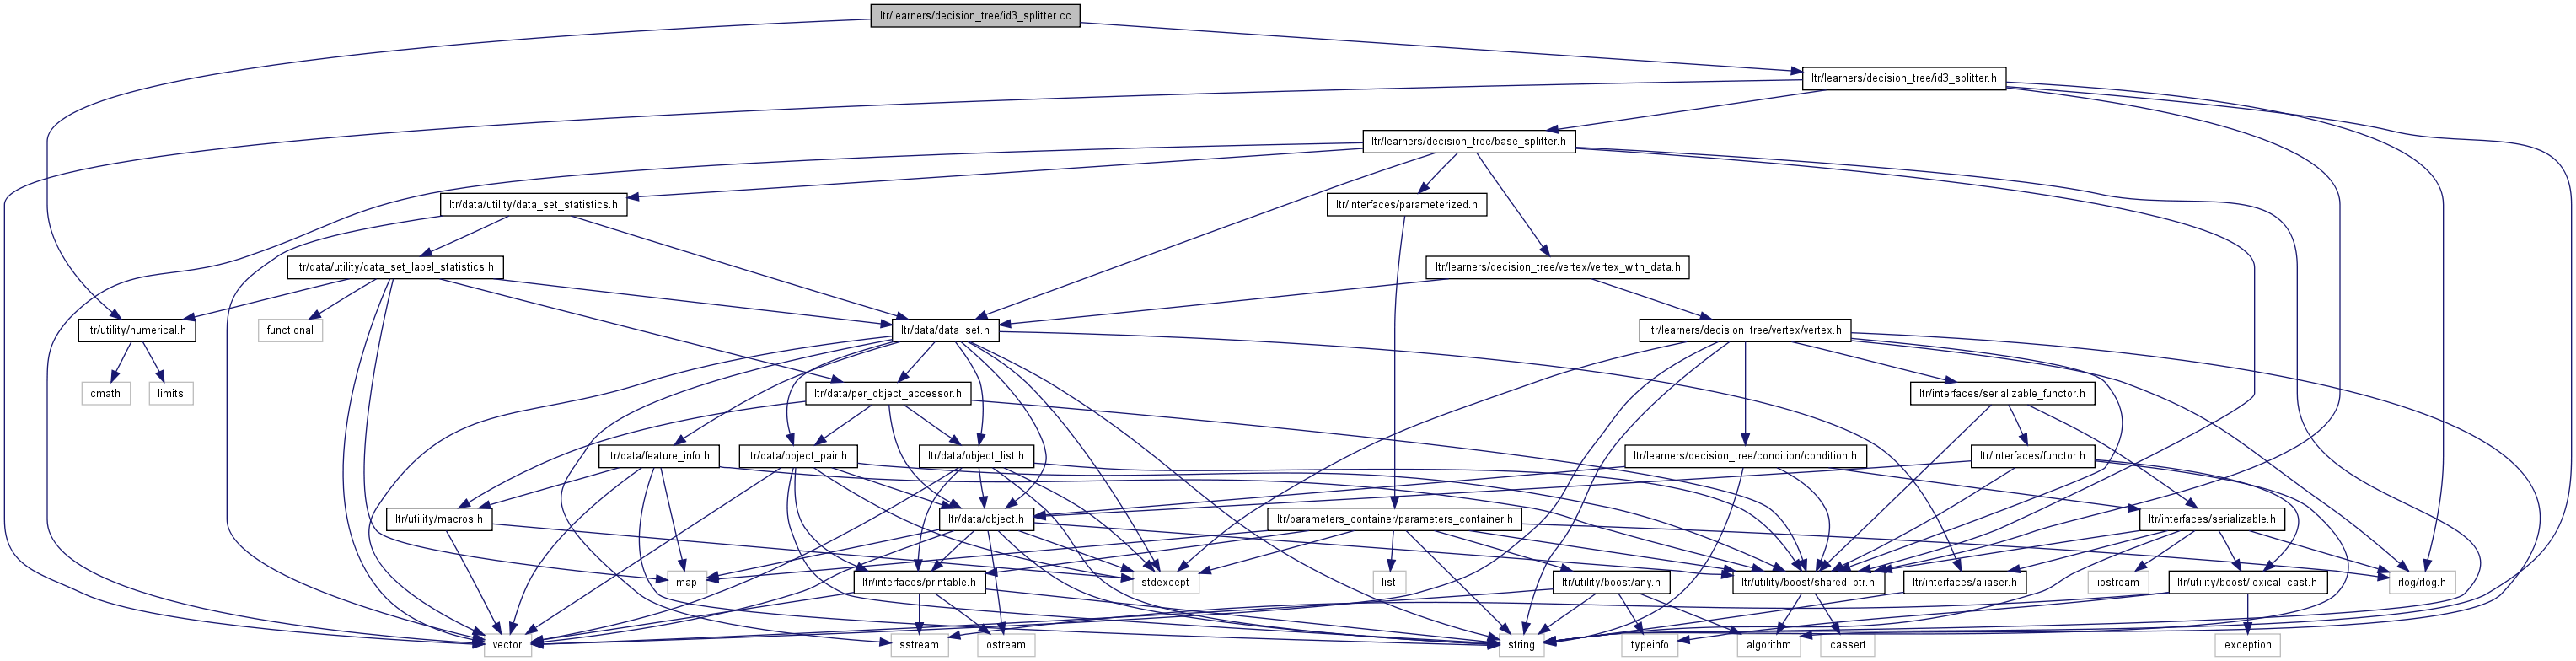 ltr/learners/decision_tree/id3_splitter.cc
ltr/learners/decision_tree/id3_splitter.h
ltr/learners/decision_tree/base_splitter.h
ltr/data/utility/data_set_statistics.h
ltr/interfaces/parameterized.h
ltr/data/utility/data_set_label_statistics.h
ltr/learners/decision_tree/vertex/vertex_with_data.h
ltr/utility/numerical.h
functional
ltr/data/data_set.h
ltr/learners/decision_tree/vertex/vertex.h
cmath
limits
ltr/data/per_object_accessor.h
ltr/interfaces/serializable_functor.h
ltr/data/feature_info.h
ltr/data/object_pair.h
ltr/data/object_list.h
ltr/learners/decision_tree/condition/condition.h
ltr/interfaces/functor.h
ltr/utility/macros.h
ltr/data/object.h
ltr/parameters_container/parameters_container.h
ltr/interfaces/serializable.h
map
ltr/interfaces/printable.h
stdexcept
list
ltr/utility/boost/any.h
ltr/utility/boost/shared_ptr.h
ltr/interfaces/aliaser.h
iostream
ltr/utility/boost/lexical_cast.h
rlog/rlog.h
vector
sstream
ostream
string
typeinfo
algorithm
cassert
exception